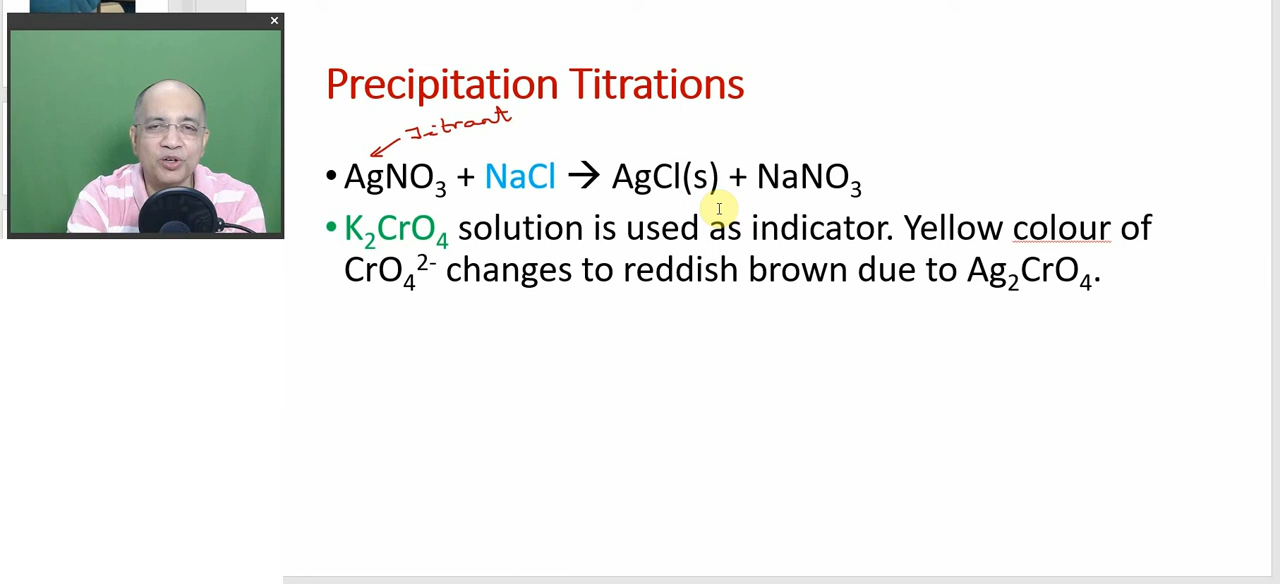 Precipitation Titrations
Titrant
• AgNO₃ + NaCl → AgCl(s) + NaNO₃
• K₂CrO₄ solution is used as indicator. Yellow colour of
CrO₄²⁻ changes to reddish brown due to Ag₂CrO₄.